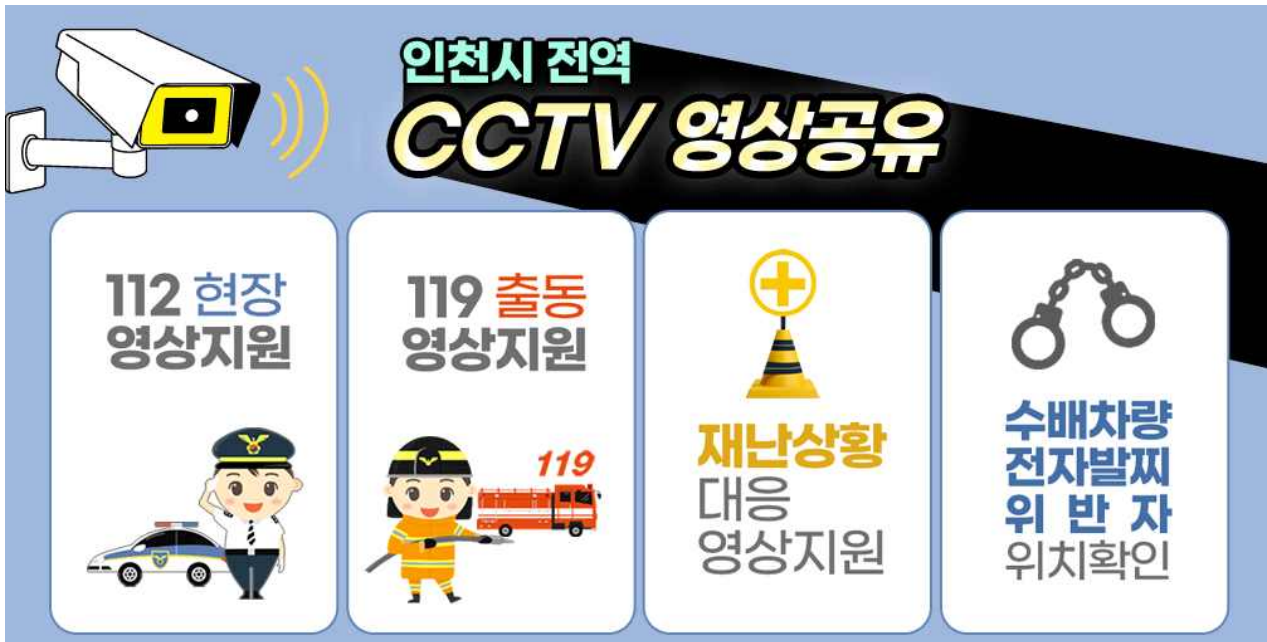 인천시 전역
CCTV 영상공유
112 현장
영상지원
119 출동
영상지원
119
재난상황
대응
영상지원
수배차량
전자발찌
위 반 자
위치확인